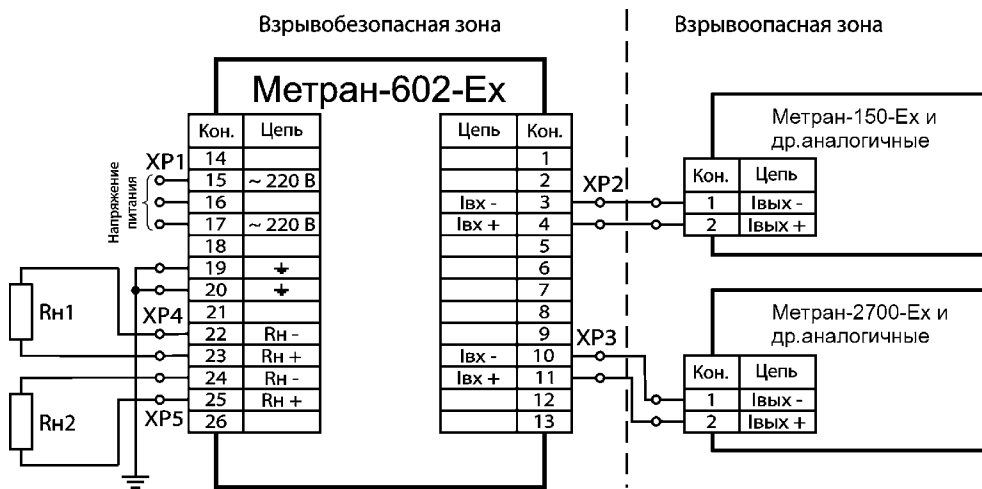 Взрывобезопасная зона
Взрывоопасная зона
Метран-602-Ex
Кон. Цепь
14
15 ~ 220 В
16
17 ~ 220 В
18
19
20
21
22 Rн -
23 Rн +
24 Rн -
25 Rн +
26
Цепь Кон.
1
2
Iвх - 3
Iвх + 4
5
6
7
8
9
Iвх - 10
Iвх + 11
12
13
XP1
Напряжение
питания
XP4
XP5
Rн1
Rн2
XP2
XP3
Метран-150-Ex и
др.аналогичные
Кон. Цепь
1 Iвых -
2 Iвых +
Метран-2700-Ex и
др.аналогичные
Кон. Цепь
1 Iвых -
2 Iвых +